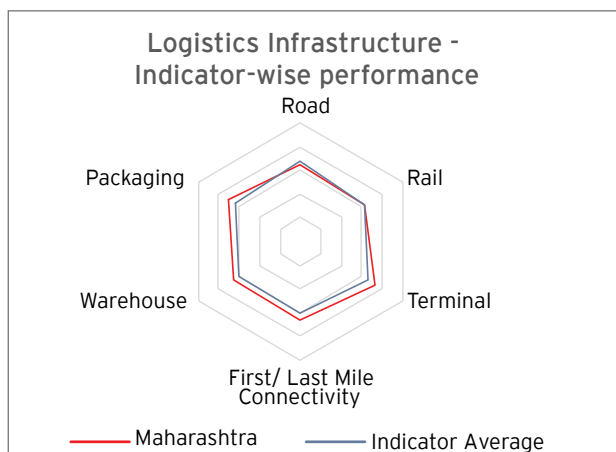 Logistics Infrastructure -
Indicator-wise performance
Road
Packaging
Rail
Warehouse
Terminal
First/ Last Mile
Connectivity
Maharashtra
Indicator Average